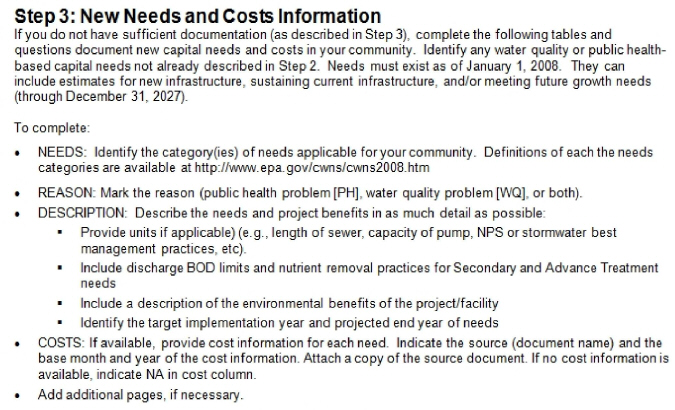 Step 3: New Needs and Costs Information
If you do not have sufficient documentation (as described in Step 3), complete the following tables and
questions document new capital needs and costs in your community. Identify any water quality or public health-
based capital needs not already described in Step 2. Needs must exist as of January 1, 2008. They can
include estimates for new infrastructure, sustaining current infrastructure, and/or meeting future growth needs
(through December 31, 2027).
To complete:
• NEEDS: Identify the category(ies) of needs applicable for your community. Definitions of each the needs
categories are available at http://www.epa.gov/cwns/cwns2008.htm
• REASON: Mark the reason (public health problem [PH], water quality problem [WQ], or both).
• DESCRIPTION: Describe the needs and project benefits in as much detail as possible:
▪ Provide units if applicable) (e.g., length of sewer, capacity of pump, NPS or stormwater best
management practices, etc).
▪ Include discharge BOD limits and nutrient removal practices for Secondary and Advance Treatment
needs
▪ Include a description of the environmental benefits of the project/facility
▪ Identify the target implementation year and projected end year of needs
• COSTS: If available, provide cost information for each need. Indicate the source (document name) and the
base month and year of the cost information. Attach a copy of the source document. If no cost information is
available, indicate NA in cost column.
• Add additional pages, if necessary.